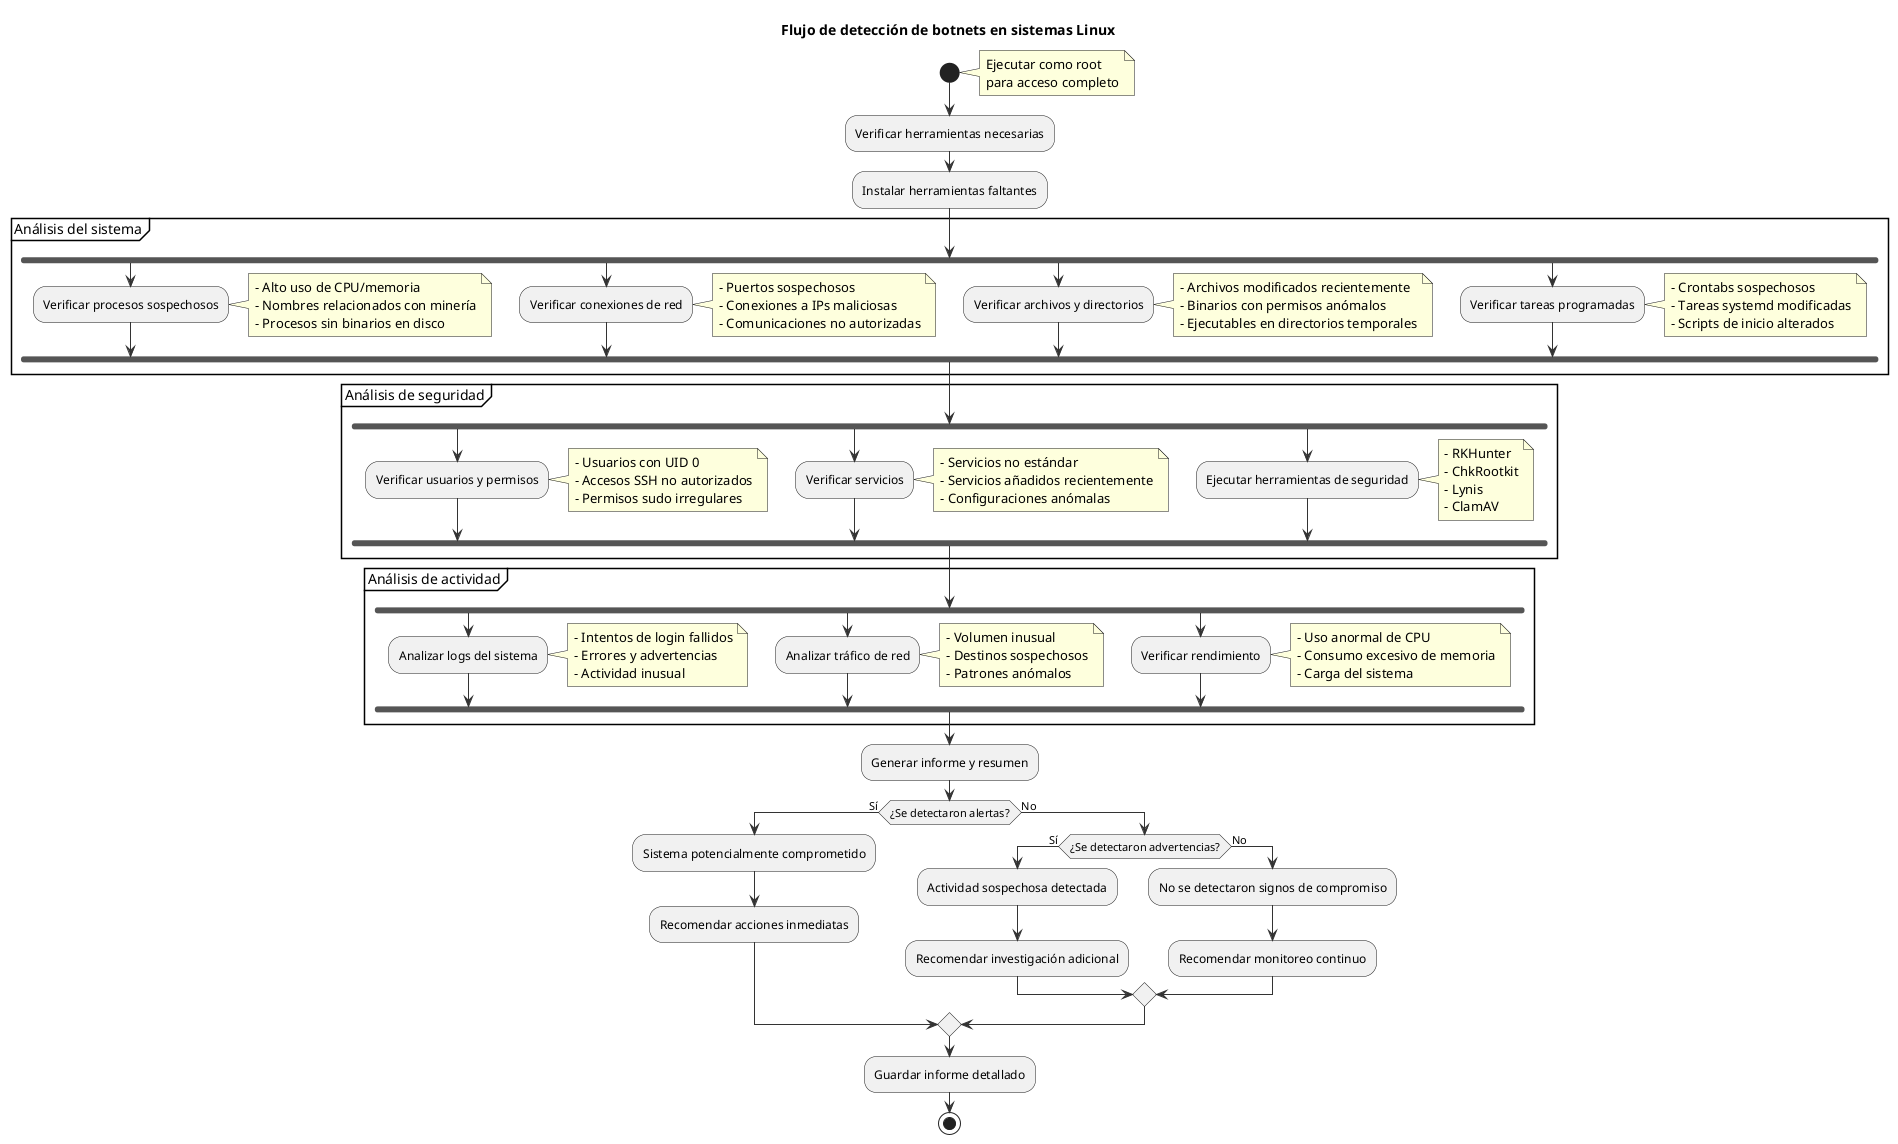 Flujo de detección de botnets en sistemas Linux
Ejecutar como root
para acceso completo
Verificar herramientas necesarias
Instalar herramientas faltantes
Análisis del sistema
Verificar procesos sospechosos
- Alto uso de CPU/memoria
- Nombres relacionados con minería
- Procesos sin binarios en disco
Verificar conexiones de red
- Puertos sospechosos
- Conexiones a IPs maliciosas
- Comunicaciones no autorizadas
Verificar archivos y directorios
- Archivos modificados recientemente
- Binarios con permisos anómalos
- Ejecutables en directorios temporales
Verificar tareas programadas
- Crontabs sospechosos
- Tareas systemd modificadas
- Scripts de inicio alterados
Análisis de seguridad
Verificar usuarios y permisos
- Usuarios con UID 0
- Accesos SSH no autorizados
- Permisos sudo irregulares
Verificar servicios
- Servicios no estándar
- Servicios añadidos recientemente
- Configuraciones anómalas
Ejecutar herramientas de seguridad
- RKHunter
- ChkRootkit
- Lynis
- ClamAV
Análisis de actividad
Analizar logs del sistema
- Intentos de login fallidos
- Errores y advertencias
- Actividad inusual
Analizar tráfico de red
- Volumen inusual
- Destinos sospechosos
- Patrones anómalos
Verificar rendimiento
- Uso anormal de CPU
- Consumo excesivo de memoria
- Carga del sistema
Generar informe y resumen
Sí
¿Se detectaron alertas?
No
Sistema potencialmente comprometido
Recomendar acciones inmediatas
Sí
¿Se detectaron advertencias?
No
Actividad sospechosa detectada
Recomendar investigación adicional
No se detectaron signos de compromiso
Recomendar monitoreo continuo
Guardar informe detallado